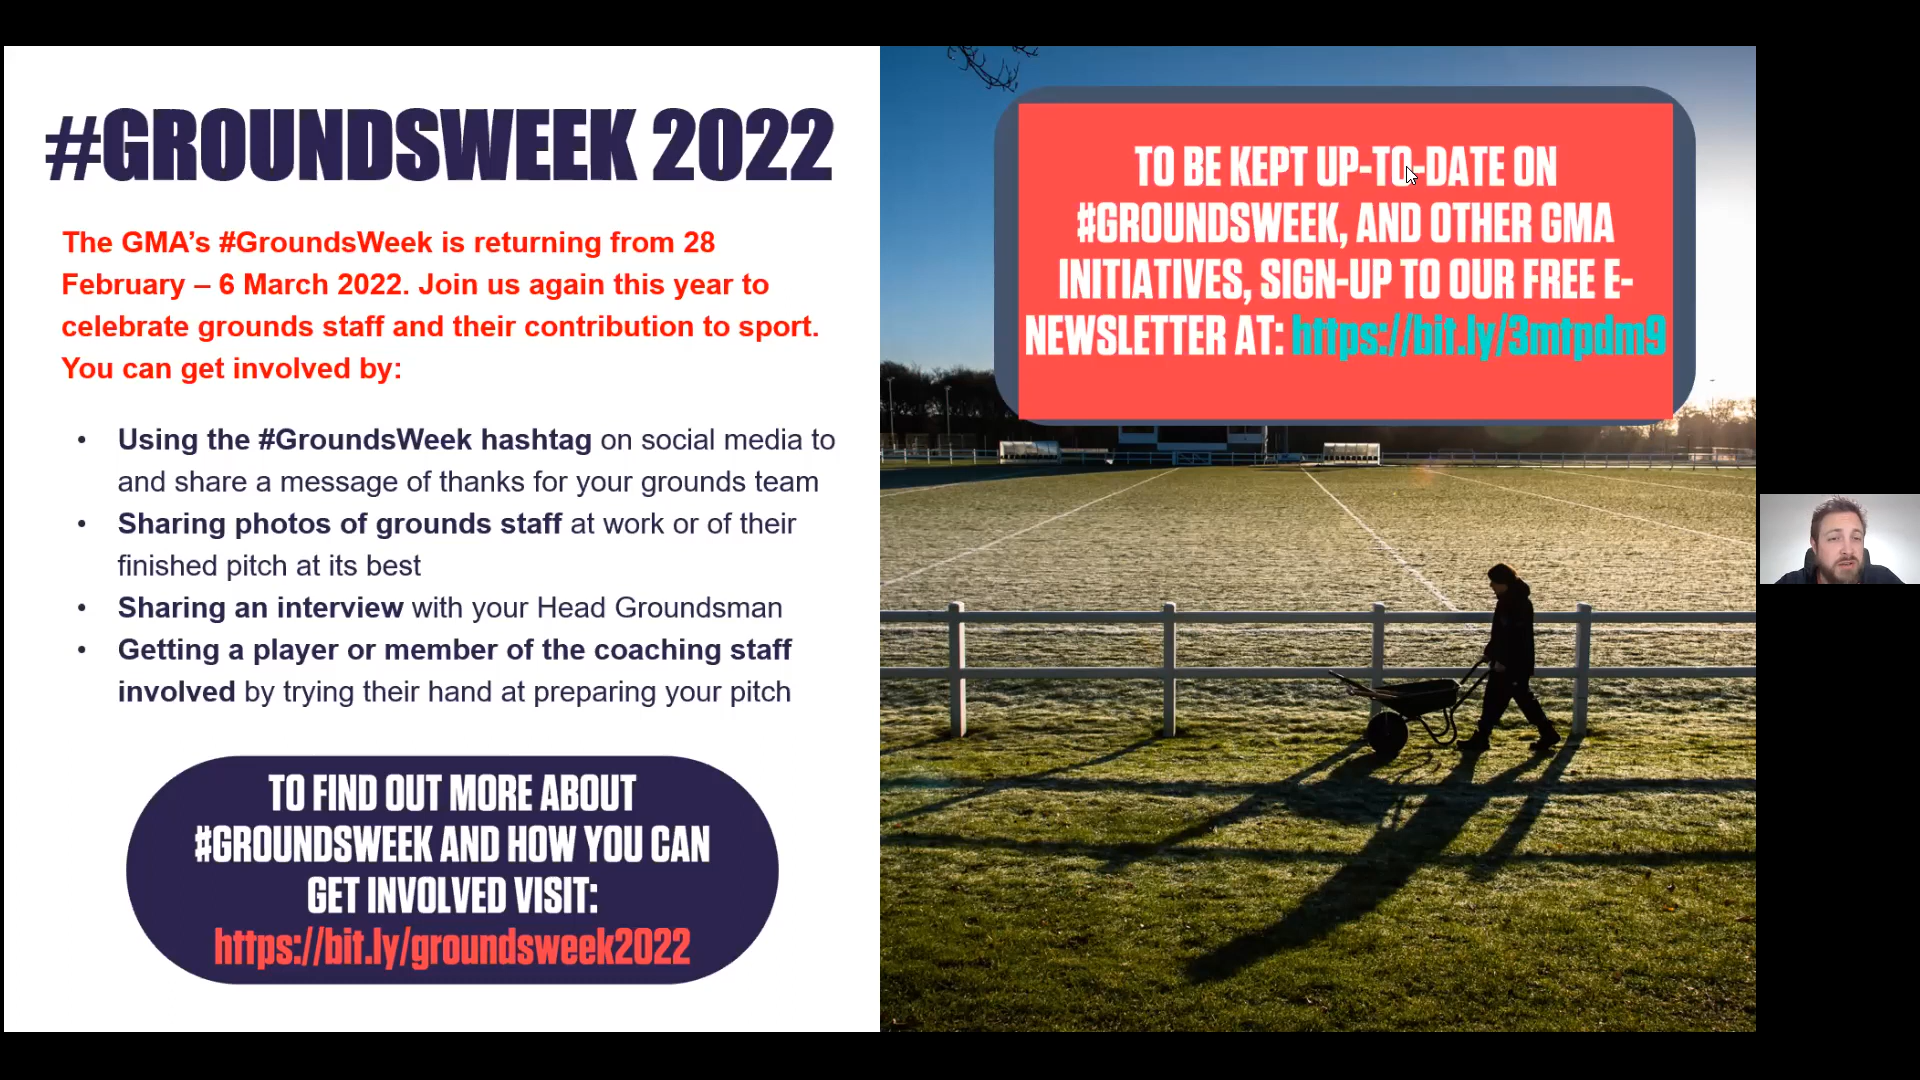 #GROUNDSWEEK 2022
The GMA’s #GroundsWeek is returning from 28
February – 6 March 2022. Join us again this year to
celebrate grounds staff and their contribution to sport.
You can get involved by:
• Using the #GroundsWeek hashtag on social media to
and share a message of thanks for your grounds team
• Sharing photos of grounds staff at work or of their
finished pitch at its best
• Sharing an interview with your Head Groundsman
• Getting a player or member of the coaching staff
involved by trying their hand at preparing your pitch
TO FIND OUT MORE ABOUT
#GROUNDSWEEK AND HOW YOU CAN
GET INVOLVED VISIT:
https://bit.ly/groundsweek2022
TO BE KEPT UP-TO-DATE ON
#GROUNDSWEEK, AND OTHER GMA
INITIATIVES, SIGN-UP TO OUR FREE E-
NEWSLETTER AT: https://bit.ly/3mtpdm9